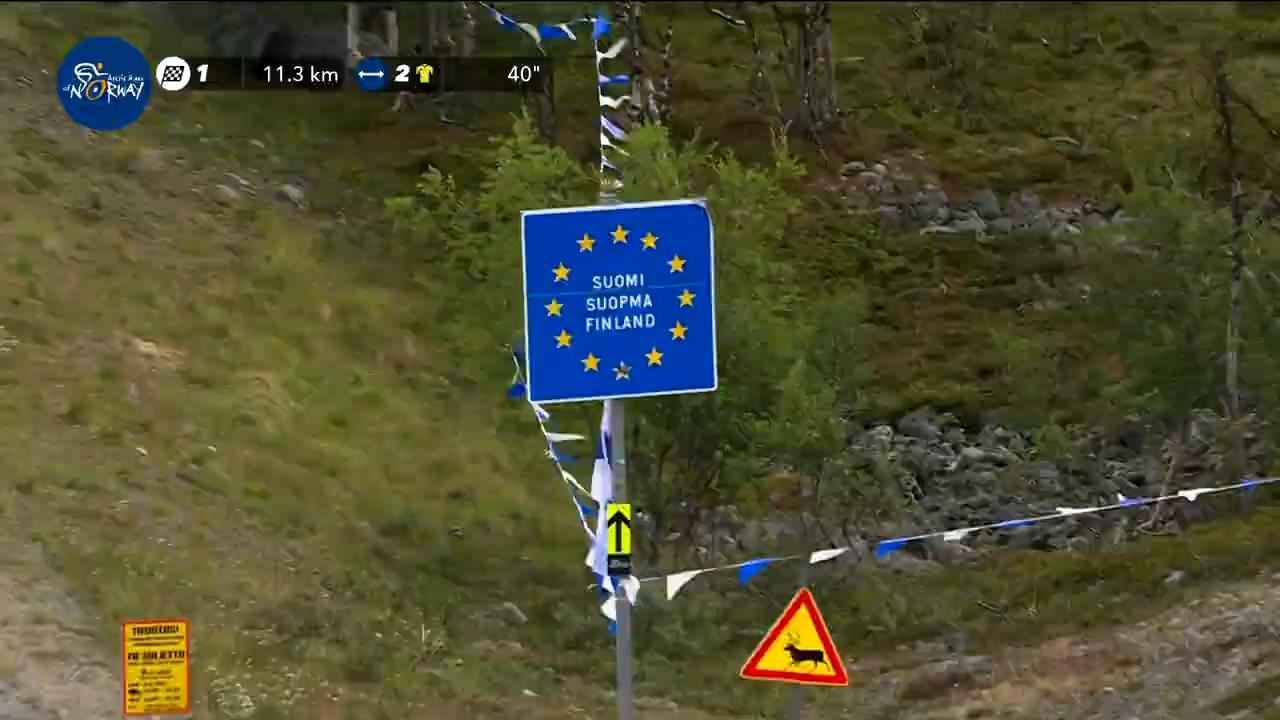 Arctic Race
of NORWAY
1 11.3 km 2 40"
SUOMI
SUOPMA
FINLAND